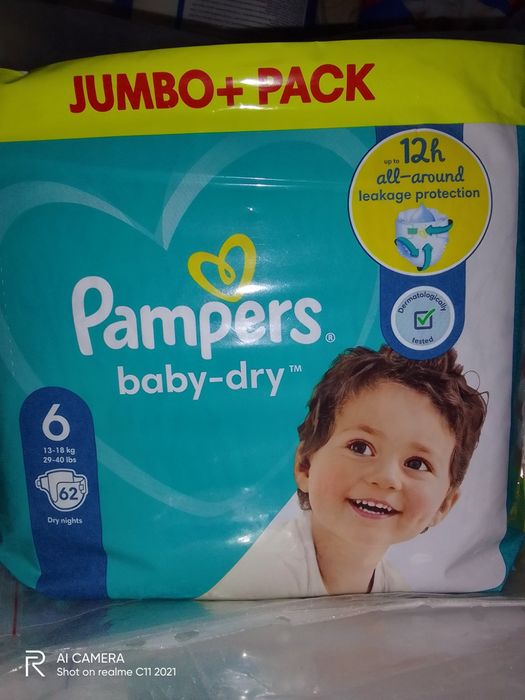 JUMBO+ PACK
up to 12h
all-around
leakage protection
Dermatologically
tested
Pampers®
baby-dry™
6
13-18 kg
29-40 lbs
62
Dry nights
R
AI CAMERA
Shot on realme C11 2021